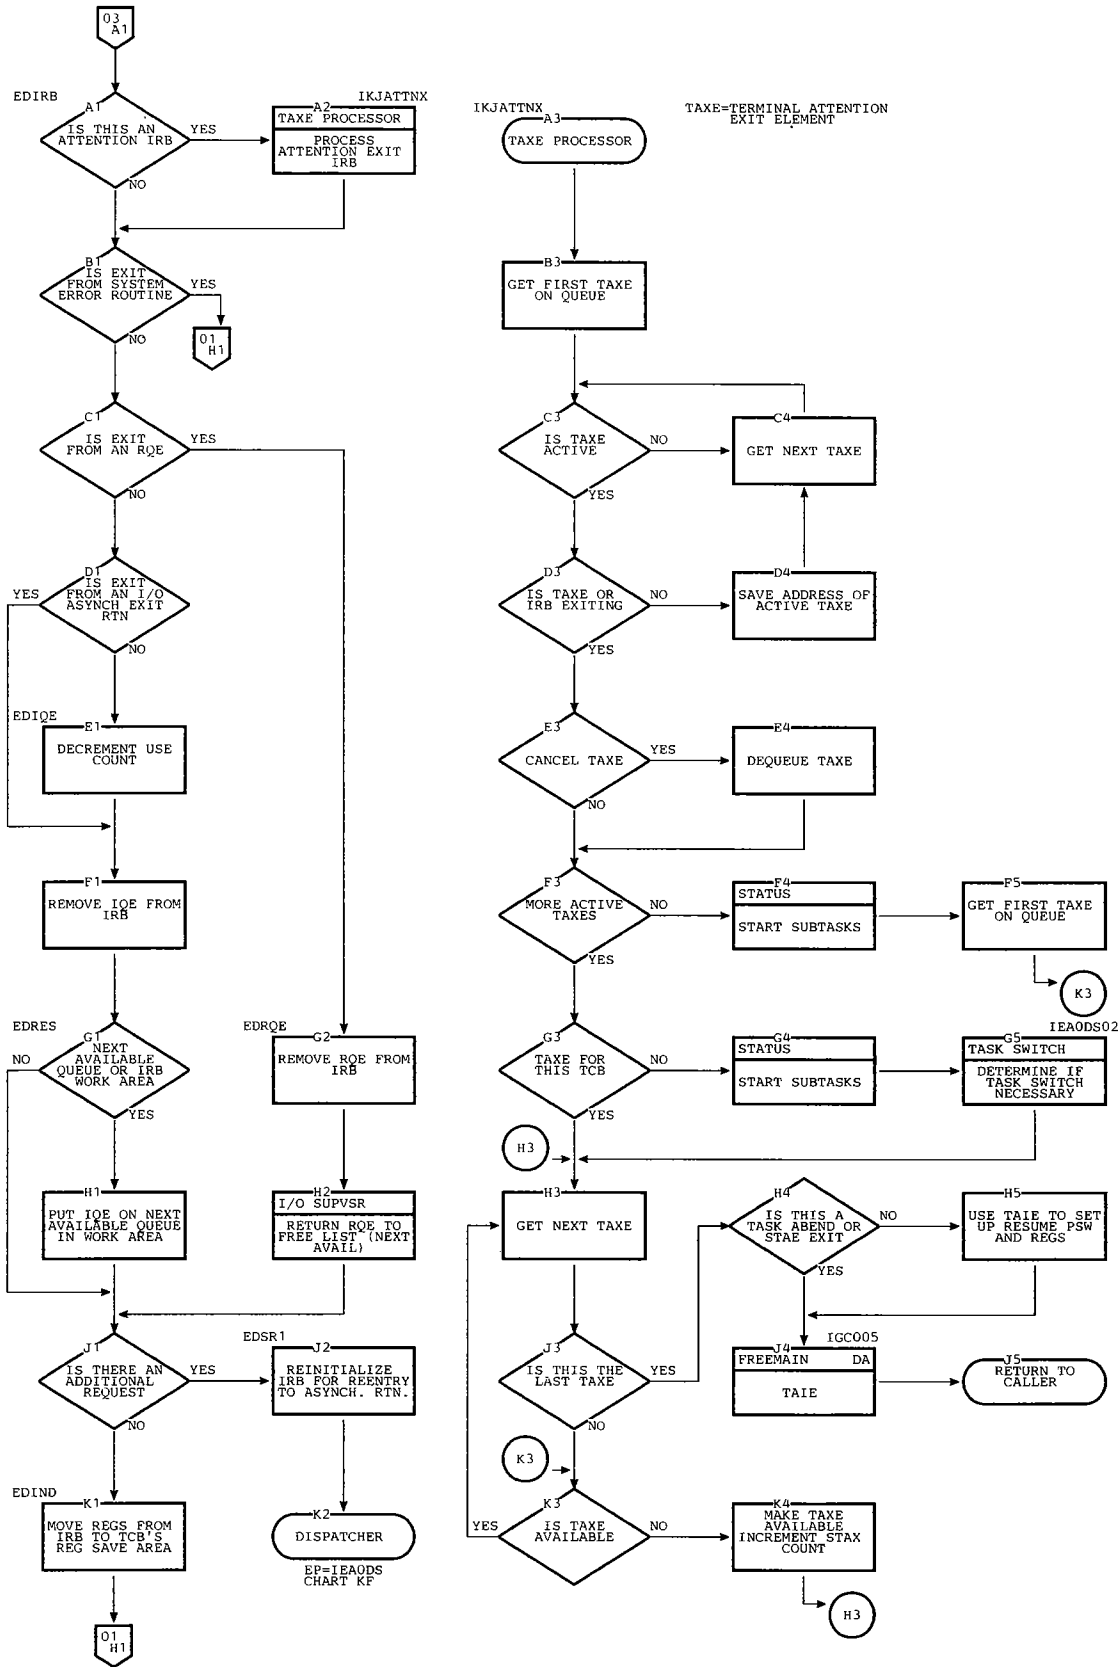 03
A1
EDIRB
A1
IS THIS AN
ATTENTION IRB
YES
NO
IKJATTNX
A2
TAXE PROCESSOR
PROCESS
ATTENTION EXIT
IRB
B1
IS EXIT
FROM SYSTEM
ERROR ROUTINE
YES
NO
01
H1
C1
IS EXIT
FROM AN RQE
YES
NO
D1
IS EXIT
FROM AN I/O
ASYNCH EXIT
RTN
YES
NO
EDIQE
E1
DECREMENT USE
COUNT
F1
REMOVE IQE FROM
IRB
EDRES
G1
NEXT
AVAILABLE
QUEUE OR IRB
WORK AREA
NO
YES
EDRQE
G2
REMOVE RQE FROM
IRB
H1
PUT IQE ON NEXT
AVAILABLE QUEUE
IN WORK AREA
H2
I/O SUPVSR
RETURN RQE TO
FREE LIST (NEXT
AVAIL)
J1
IS THERE AN
ADDITIONAL
REQUEST
YES
NO
EDSR1
J2
REINITIALIZE
IRB FOR REENTRY
TO ASYNCH. RTN.
EDIND
K1
MOVE REGS FROM
IRB TO TCB'S
REG SAVE AREA
K2
DISPATCHER
EP=IEAODS
CHART KF
01
H1
IKJATTNX
A3
TAXE PROCESSOR
TAXE=TERMINAL ATTENTION
EXIT ELEMENT
B3
GET FIRST TAXE
ON QUEUE
C3
IS TAXE
ACTIVE
NO
YES
C4
GET NEXT TAXE
D3
IS TAXE OR
IRB EXITING
NO
YES
D4
SAVE ADDRESS OF
ACTIVE TAXE
E3
CANCEL TAXE
YES
NO
E4
DEQUEUE TAXE
F3
MORE ACTIVE
TAXES
NO
YES
F4
STATUS
START SUBTASKS
F5
GET FIRST TAXE
ON QUEUE
K3
G3
TAXE FOR
THIS TCB
NO
YES
G4
STATUS
START SUBTASKS
IEAODS02
G5
TASK SWITCH
DETERMINE IF
TASK SWITCH
NECESSARY
H3
H3
GET NEXT TAXE
H4
IS THIS A
TASK ABEND OR
STAE EXIT
NO
YES
H5
USE TAIE TO SET
UP RESUME PSW
AND REGS
J3
IS THIS THE
LAST TAXE
YES
NO
IGC005
J4
FREEMAIN DA
TAIE
J5
RETURN TO
CALLER
K3
K3
IS TAXE
AVAILABLE
YES
NO
K4
MAKE TAXE
AVAILABLE
INCREMENT STAX
COUNT
H3